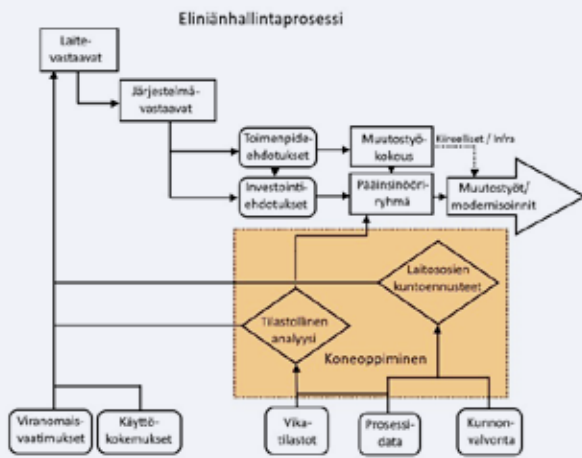 Eliniänhallintaprosessi
Laite-
vastaavat
Järjestelmä-
vastaavat
Toimenpide-
ehdotukset
Muutostyö-
kokous
Kiireelliset / Infra
Investointi-
ehdotukset
Pääinsinööri-
ryhmä
Muutostyöt/
modernisoinnit
Laitososien
kuntoennusteet
Tilastollinen
analyysi
Koneoppiminen
Viranomais-
vaatimukset
Käyttö-
kokemukset
Vika-
tilastot
Prosessi-
data
Kunnon-
valvonta